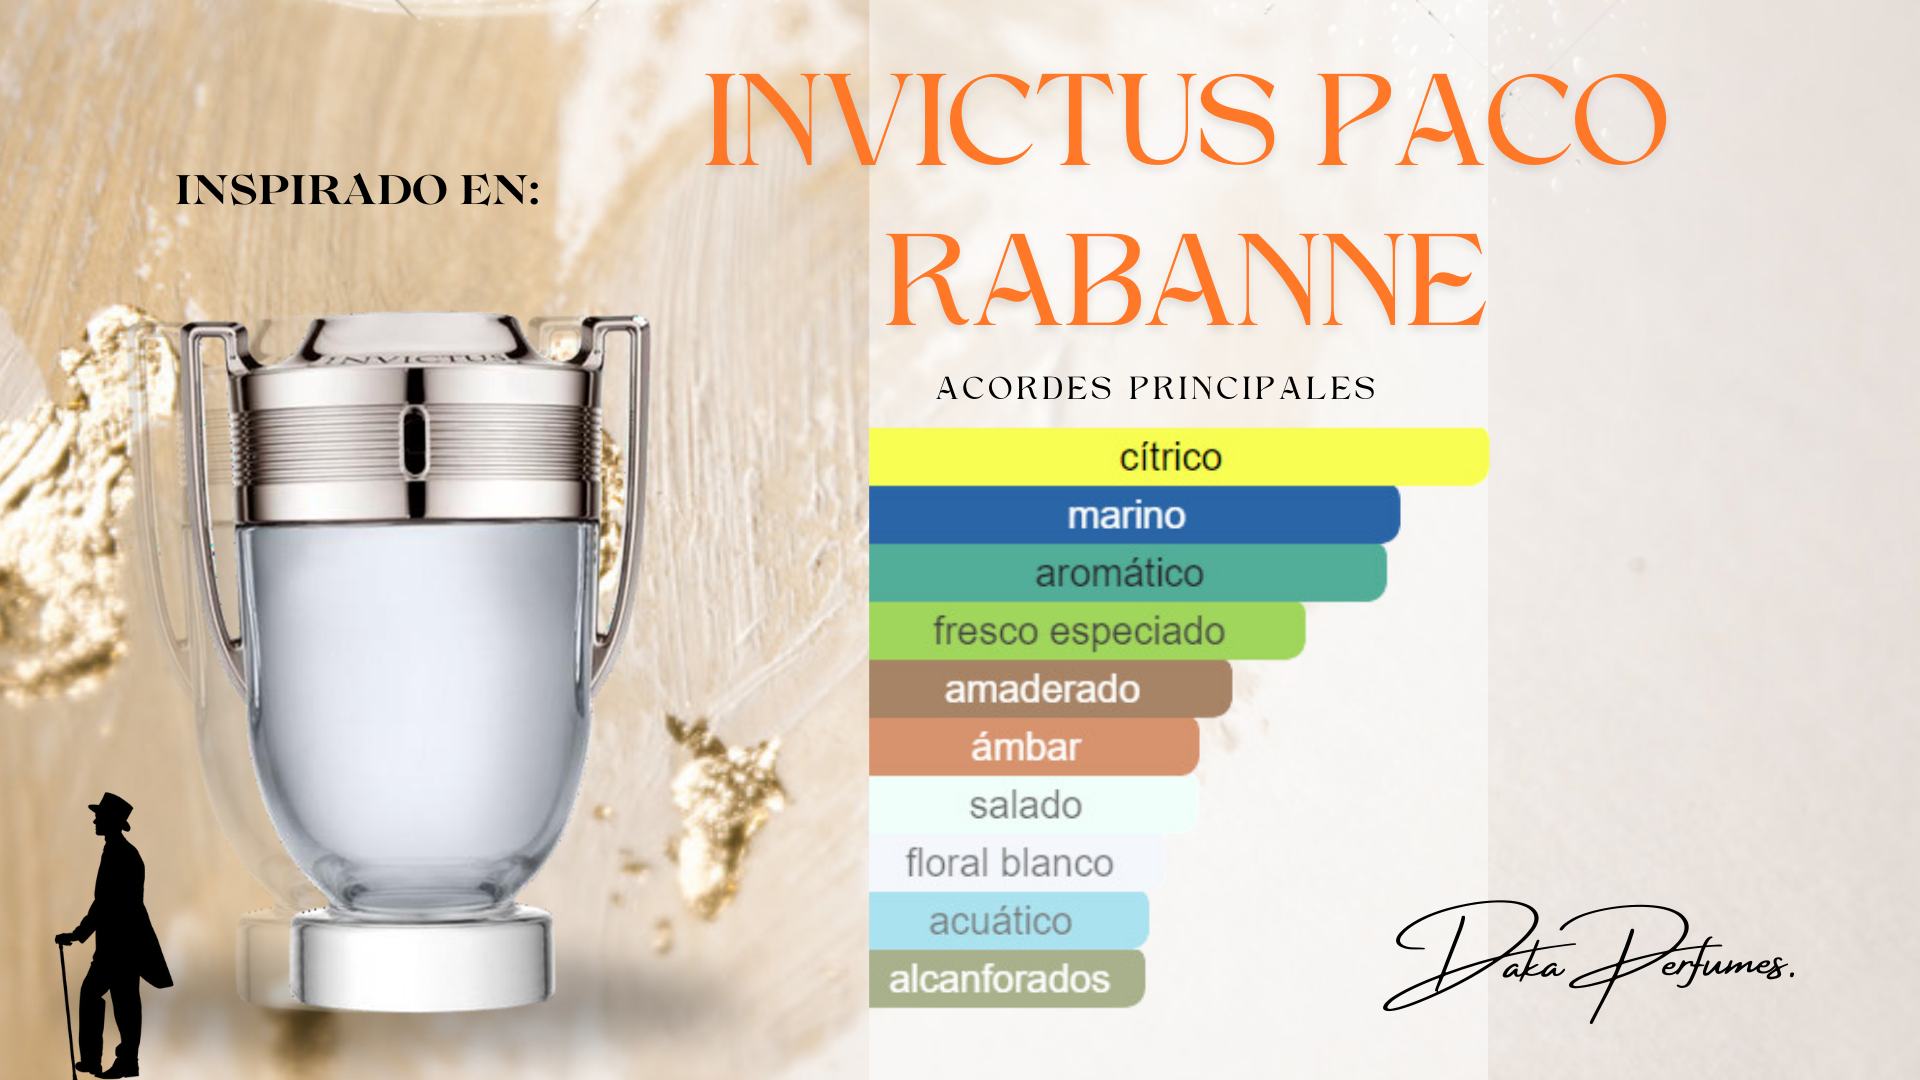 INSPIRADO EN:
INVICTUS PACO
RABANNE
INVICTUS
ACORDES PRINCIPALES
cítrico
marino
aromático
fresco especiado
amaderado
ámbar
salado
floral blanco
acuático
alcanforados
Daka Perfumes.